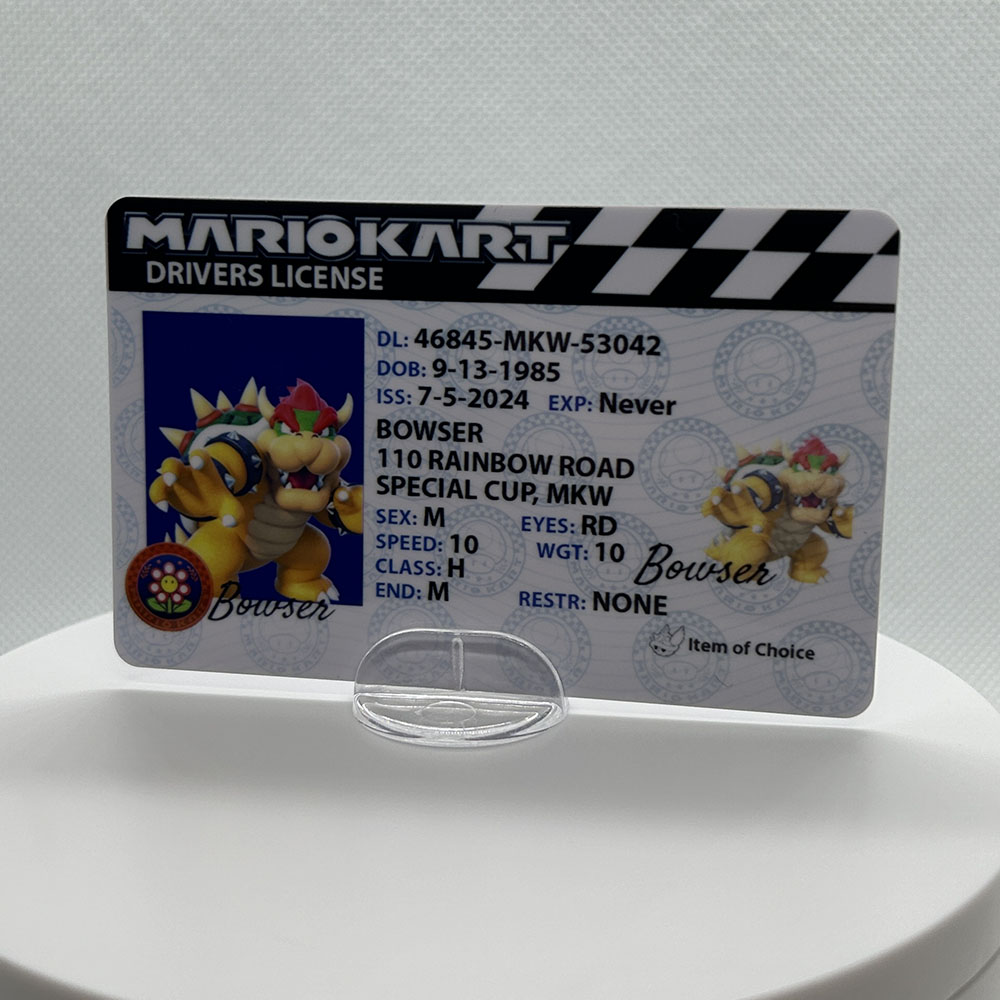 MARIOKART
DRIVERS LICENSE
DL: 46845-MKW-53042
DOB: 9-13-1985
ISS: 7-5-2024 EXP: Never
BOWSER
110 RAINBOW ROAD
SPECIAL CUP, MKW
SEX: M EYES: RD
SPEED: 10 WGT: 10
CLASS: H
END: M RESTR: NONE
Bowser
Bowser
Item of Choice